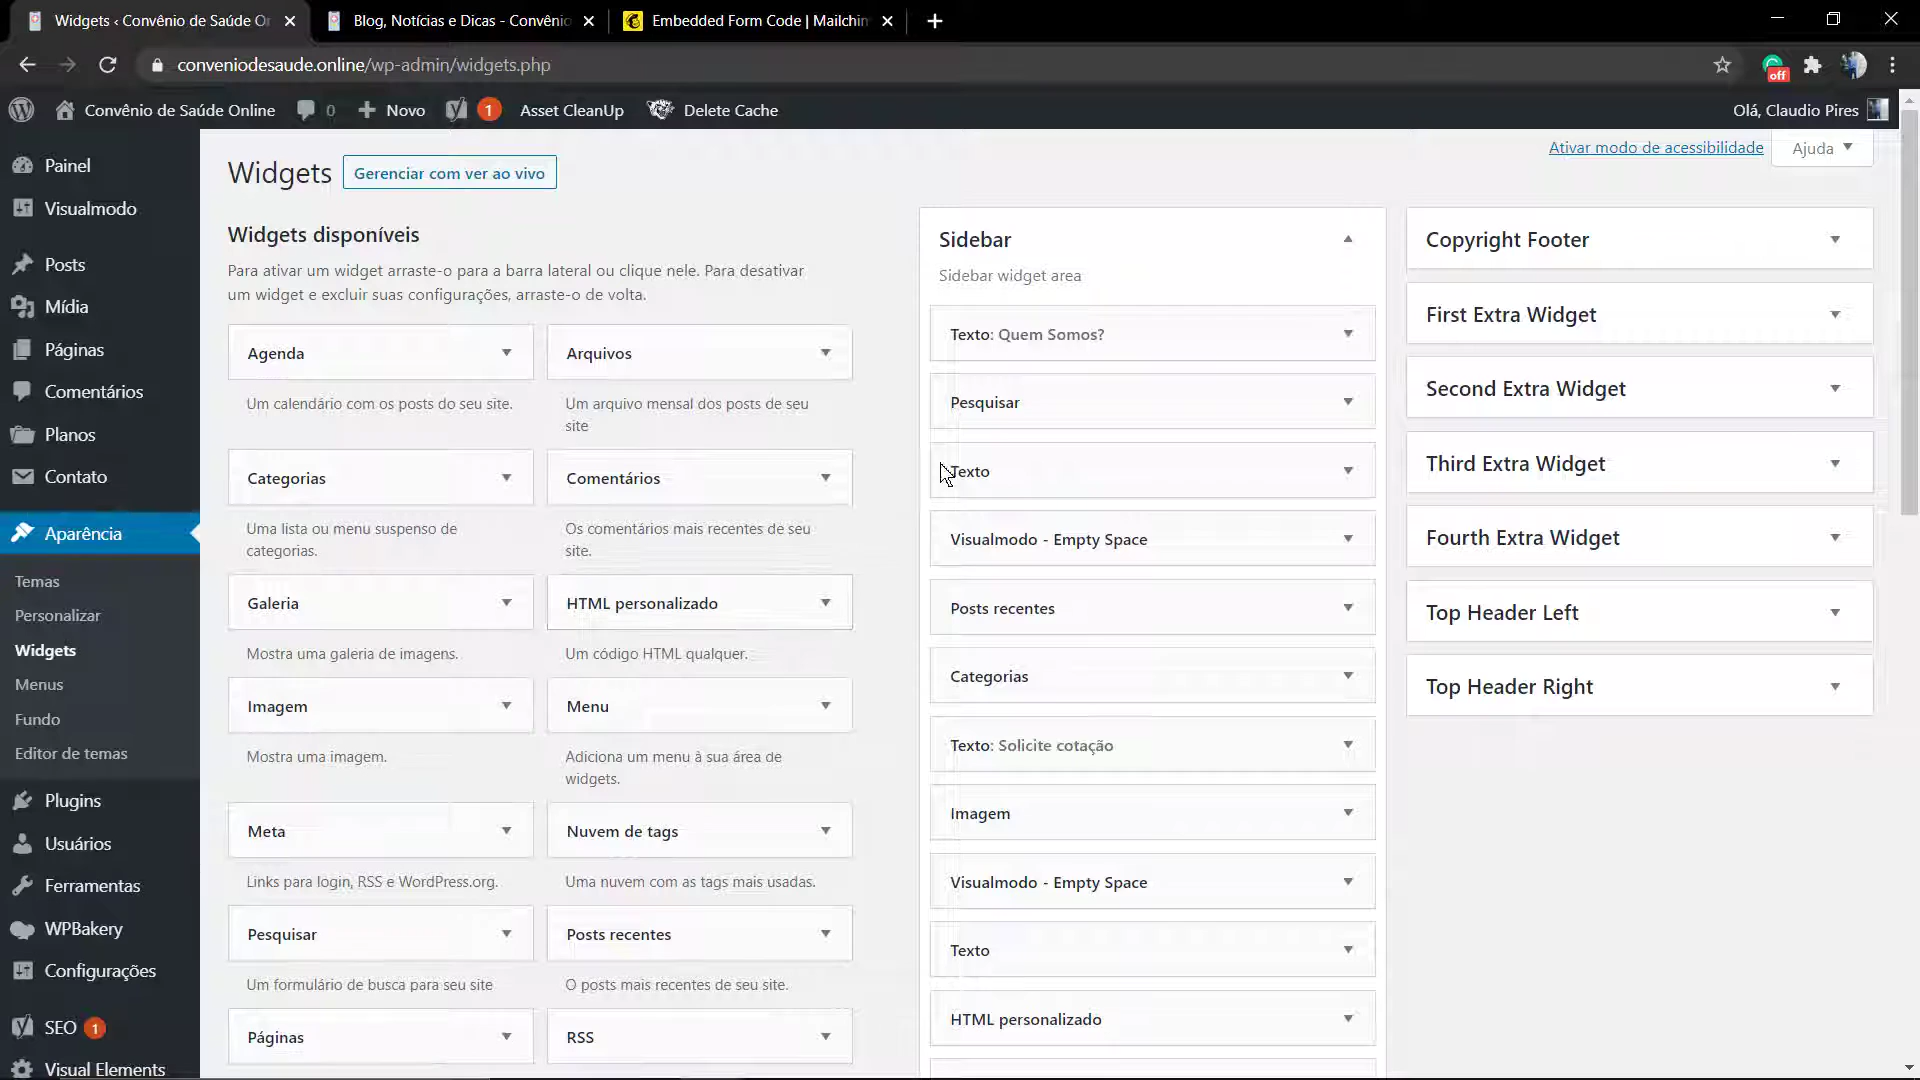 Widgets ‹ Convênio de Saúde Or
Blog, Notícias e Dicas - Convênio
Embedded Form Code | Mailchim
conveniodesaude.online/wp-admin/widgets.php
off
Convênio de Saúde Online
0
Novo
1
Asset CleanUp
Delete Cache
Olá, Claudio Pires
Painel
Visualmodo
Posts
Mídia
Páginas
Comentários
Planos
Contato
Aparência
Temas
Personalizar
Widgets
Menus
Fundo
Editor de temas
Plugins
Usuários
Ferramentas
WPBakery
Configurações
SEO 1
Visual Elements
Ativar modo de acessibilidade
Ajuda
Widgets
Gerenciar com ver ao vivo
Widgets disponíveis
Para ativar um widget arraste-o para a barra lateral ou clique nele. Para desativar
um widget e excluir suas configurações, arraste-o de volta.
Agenda
Um calendário com os posts do seu site.
Arquivos
Um arquivo mensal dos posts de seu
site
Categorias
Uma lista ou menu suspenso de
categorias.
Comentários
Os comentários mais recentes de seu
site.
Galeria
Mostra uma galeria de imagens.
HTML personalizado
Um código HTML qualquer.
Imagem
Mostra uma imagem.
Menu
Adiciona um menu à sua área de
widgets.
Meta
Links para login, RSS e WordPress.org.
Nuvem de tags
Uma nuvem com as tags mais usadas.
Pesquisar
Um formulário de busca para seu site
Posts recentes
O posts mais recentes de seu site.
Páginas
RSS
Sidebar
Sidebar widget area
Texto: Quem Somos?
Pesquisar
Texto
Visualmodo - Empty Space
Posts recentes
Categorias
Texto: Solicite cotação
Imagem
Visualmodo - Empty Space
Texto
HTML personalizado
Copyright Footer
First Extra Widget
Second Extra Widget
Third Extra Widget
Fourth Extra Widget
Top Header Left
Top Header Right